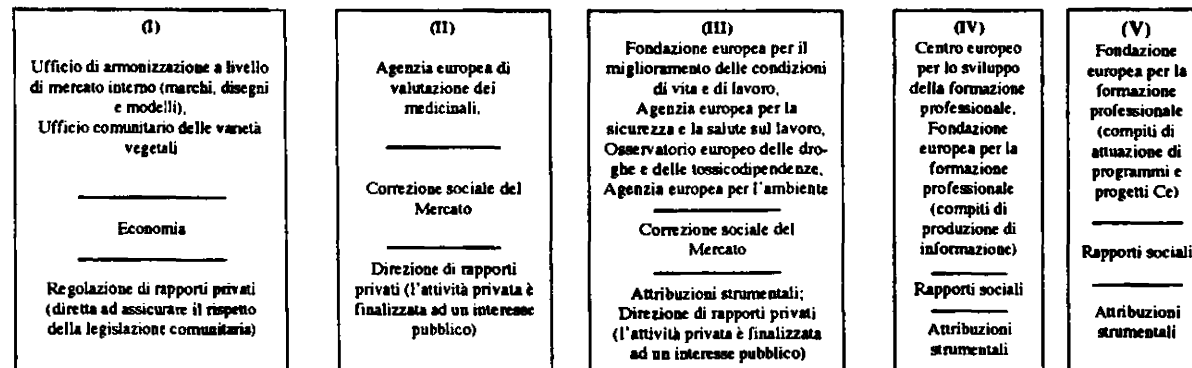 (I)
Ufficio di armonizzazione a livello
di mercato interno (marchi, disegni
e modelli),
Ufficio comunitario delle varietà
vegetali
Economia
Regolazione di rapporti privati
(diretta ad assicurare il rispetto
della legislazione comunitaria)
(II)
Agenzia europea di
valutazione dei
medicinali.
Correzione sociale del
Mercato
Direzione di rapporti
privati (l'attività privata è
finalizzata ad un interesse
pubblico)
(III)
Fondazione europea per il
miglioramento delle condizioni
di vita e di lavoro,
Agenzia europea per la
sicurezza e la salute sul lavoro,
Osservatorio europeo delle dro-
ghe e delle tossicodipendenze,
Agenzia europea per l'ambiente
Correzione sociale del
Mercato
Attribuzioni strumentali;
Direzione di rapporti privati
(l'attività privata è finalizzata
ad un interesse pubblico)
(IV)
Centro europeo
per lo sviluppo
della formazione
professionale,
Fondazione
europea per la
formazione
professionale
(compiti di
produzione di
informazione)
Rapporti sociali
Attribuzioni
strumentali
(V)
Fondazione
europea per la
formazione
professionale
(compiti di
attuazione di
programmi e
progetti Ce)
Rapporti sociali
Attribuzioni
strumentali